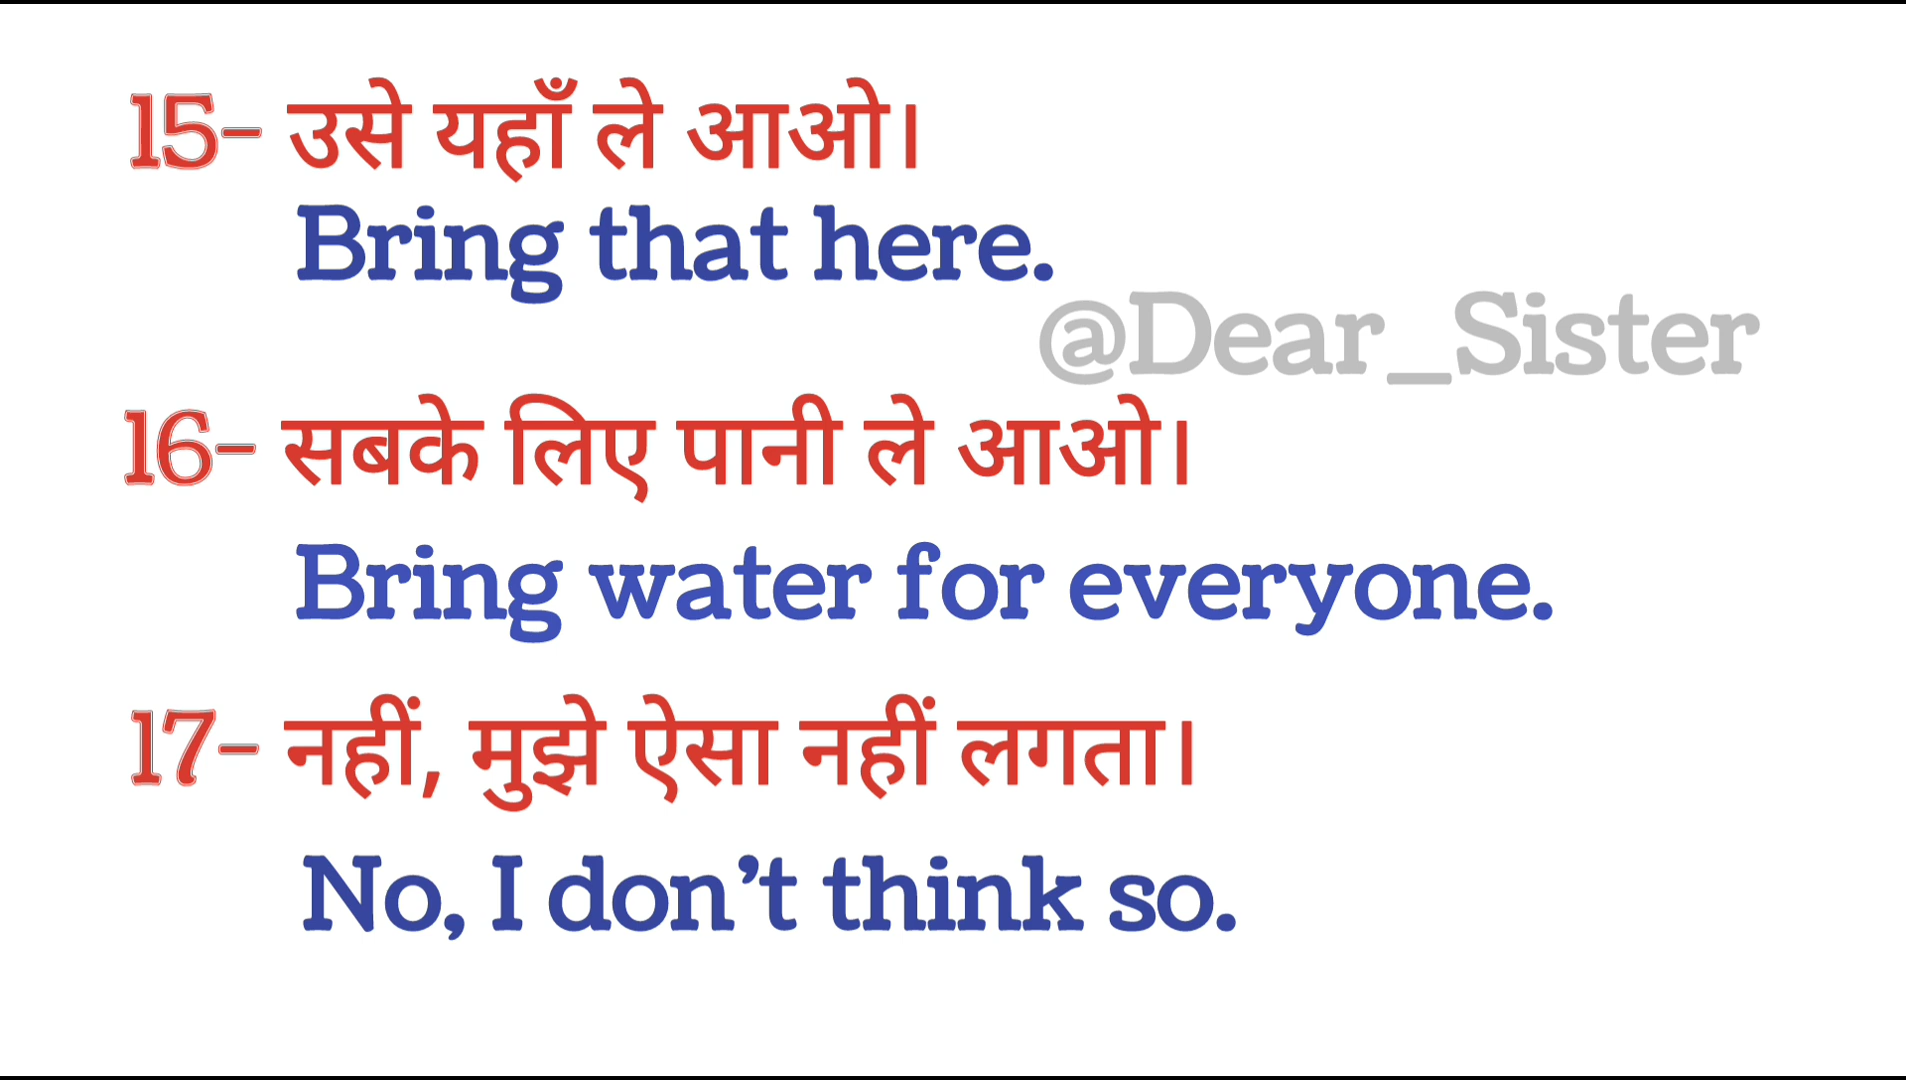 15- उसे यहाँ ले आओ।
Bring that here.
@Dear_Sister
16- सबके लिए पानी ले आओ।
Bring water for everyone.
17- नहीं, मुझे ऐसा नहीं लगता।
No, I don’t think so.